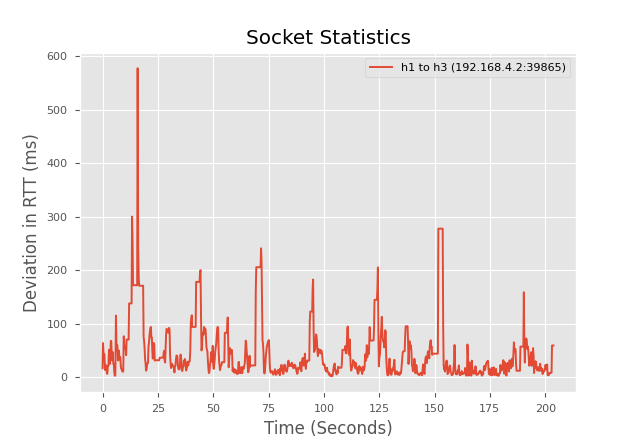 Socket Statistics
h1 to h3 (192.168.4.2:39865)
Deviation in RTT (ms)
600
500
400
300
200
100
0
0 25 50 75 100 125 150 175 200
Time (Seconds)